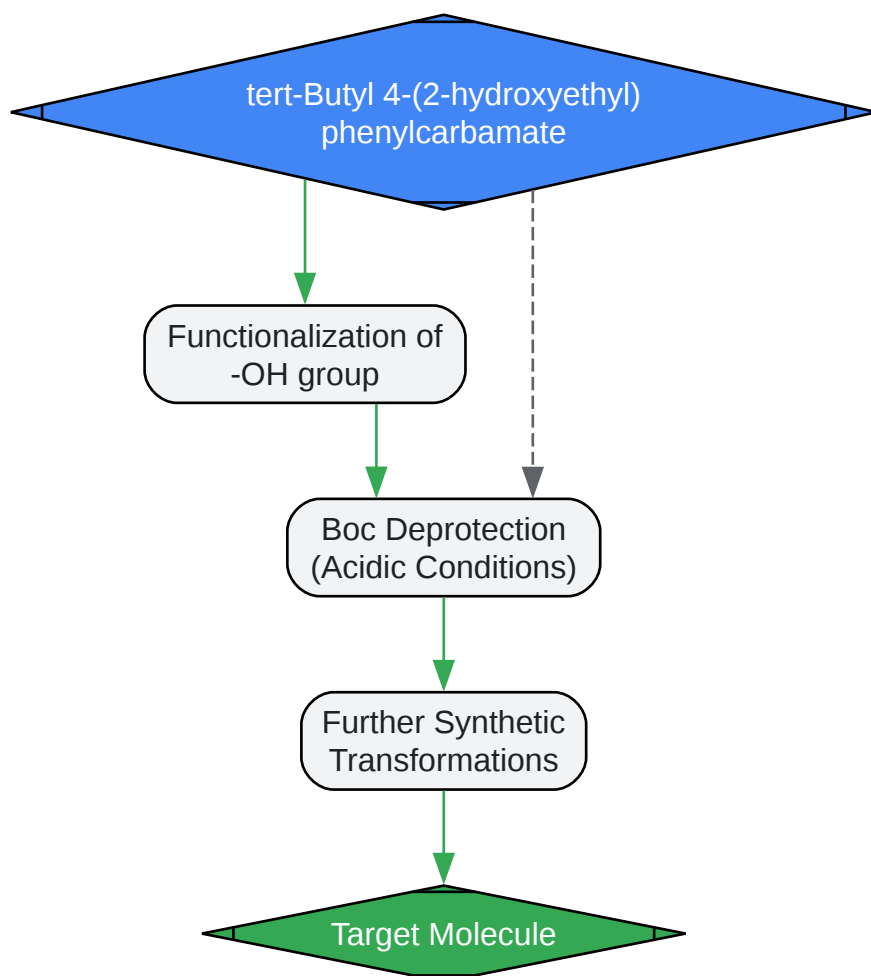 tert-Butyl 4-(2-hydroxyethyl)
phenylcarbamate
Functionalization of
-OH group
Boc Deprotection
(Acidic Conditions)
Further Synthetic
Transformations
Target Molecule